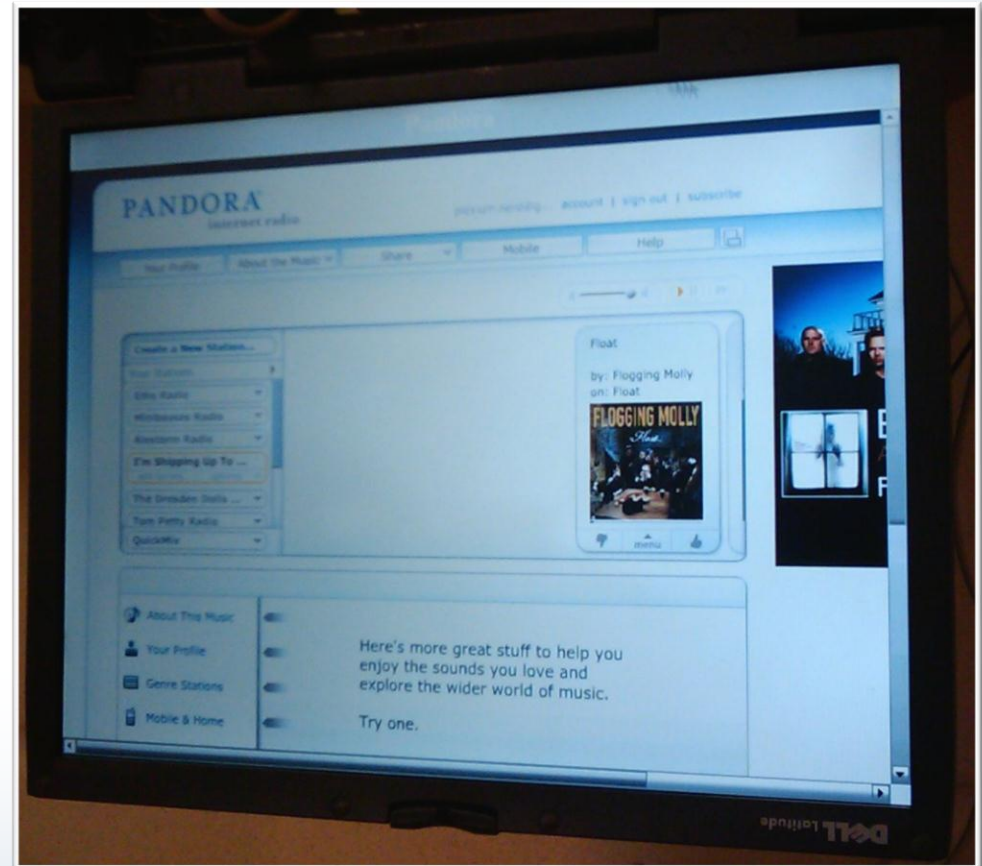 PANDORA
internet radio
account | sign out | subscribe
Your Profile
About the Music
Share
Mobile
Help
Create a New Station...
Your Stations
Radio
Radio
Alestorm Radio
I'm Shipping Up To ...
The Dresden Dolls ...
Tom Petty Radio
QuickMix
Float
by: Flogging Molly
on: Float
FLOGGING MOLLY
Float
menu
About This Music
Your Profile
Genre Stations
Mobile & Home
Here's more great stuff to help you
enjoy the sounds you love and
explore the wider world of music.
Try one.
DELL Latitude